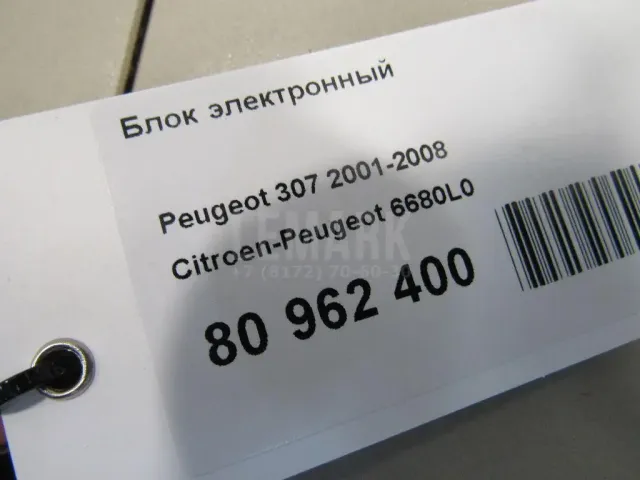 Блок электронный
Peugeot 307 2001-2008
Citroen-Peugeot 6680L0
80 962 400